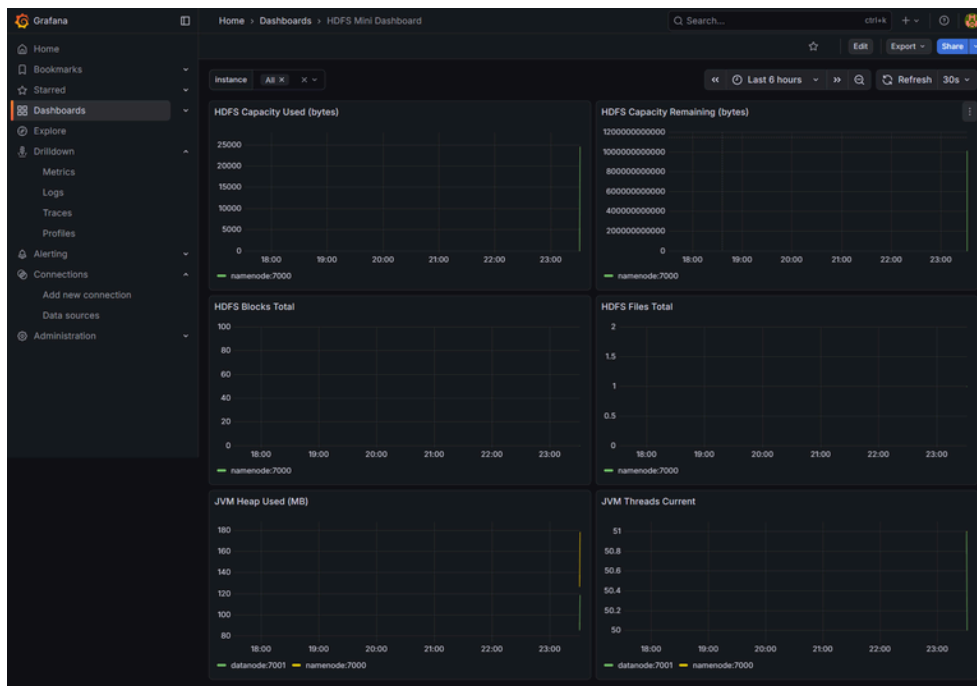 Grafana
Home › Dashboards › HDFS Mini Dashboard
Search...
ctrl+k
Home
Bookmarks
Starred
Dashboards
Explore
Drilldown
Metrics
Logs
Traces
Profiles
Alerting
Connections
Add new connection
Data sources
Administration
Edit
Export
Share
instance
All ×
Last 6 hours
Refresh 30s
HDFS Capacity Used (bytes)
25000
20000
15000
10000
5000
0
18:00 19:00 20:00 21:00 22:00 23:00
namenode:7000
HDFS Capacity Remaining (bytes)
1200000000000
1000000000000
800000000000
600000000000
400000000000
200000000000
0
18:00 19:00 20:00 21:00 22:00 23:00
namenode:7000
HDFS Blocks Total
100
80
60
40
20
0
18:00 19:00 20:00 21:00 22:00 23:00
namenode:7000
HDFS Files Total
2
1.5
1
0.5
0
18:00 19:00 20:00 21:00 22:00 23:00
namenode:7000
JVM Heap Used (MB)
180
160
140
120
100
80
18:00 19:00 20:00 21:00 22:00 23:00
datanode:7001 namenode:7000
JVM Threads Current
51
50.8
50.6
50.4
50.2
50
18:00 19:00 20:00 21:00 22:00 23:00
datanode:7001 namenode:7000